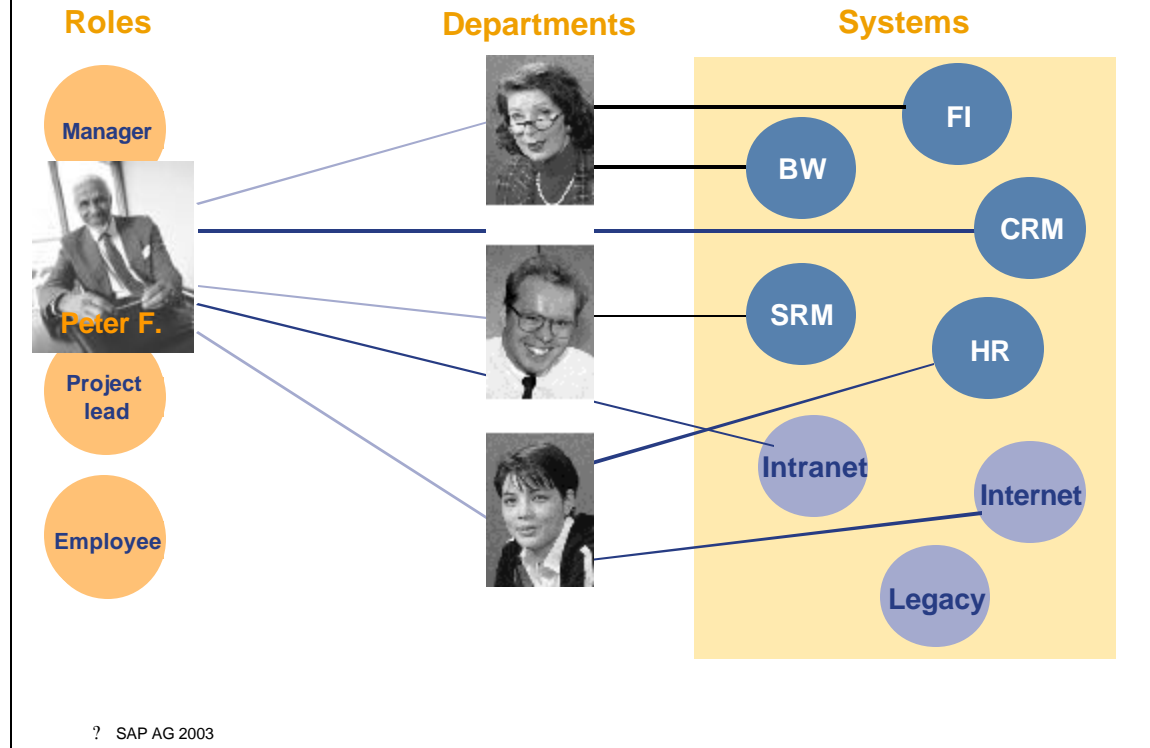 Roles
Departments
Systems
Manager
Peter F.
Project
lead
Employee
FI
BW
CRM
SRM
HR
Intranet
Internet
Legacy
? SAP AG 2003